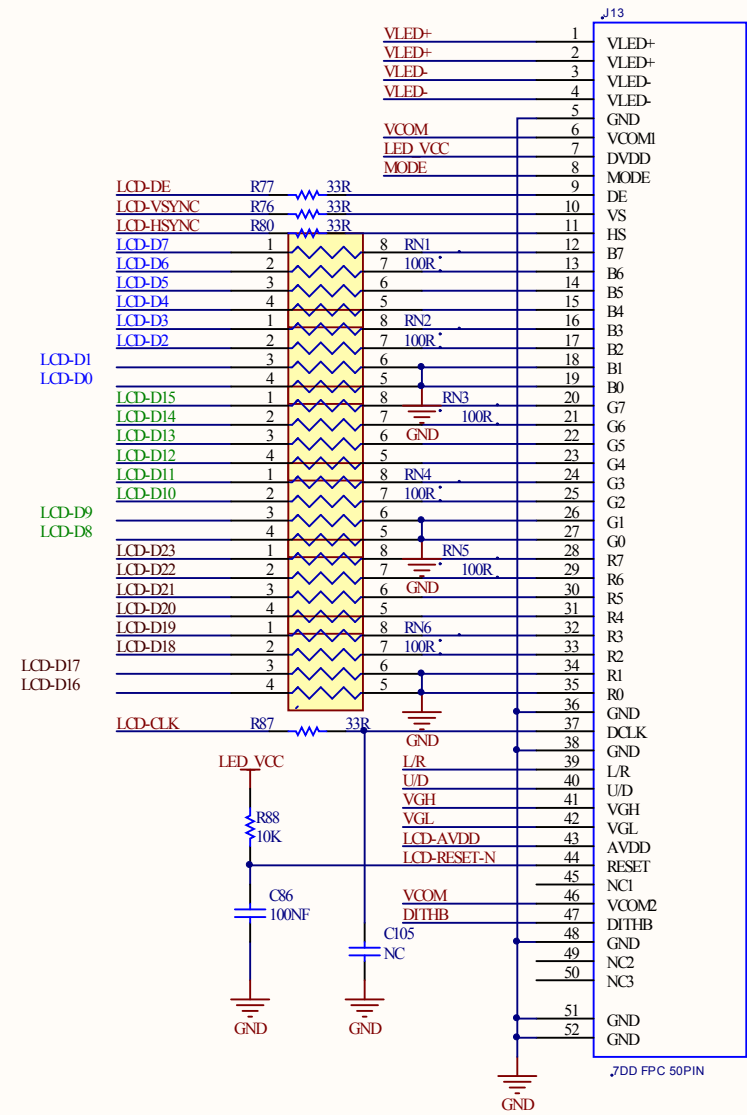 J13
VLED+ 1 VLED+
VLED+ 2 VLED+
VLED- 3 VLED-
VLED- 4 VLED-
5 GND
VCOM 6 VCOM1
LED_VCC 7 DVDD
MODE 8 MODE
LCD-DE R77 33R 9 DE
LCD-VSYNC R76 33R 10 VS
LCD-HSYNC R80 33R 11 HS
LCD-D7 1 8 RN1 12 B7
LCD-D6 2 7 100R 13 B6
LCD-D5 3 6 14 B5
LCD-D4 4 5 15 B4
LCD-D3 1 8 RN2 16 B3
LCD-D2 2 7 100R 17 B2
LCD-D1 3 6 18 B1
LCD-D0 4 5 19 B0
LCD-D15 1 8 RN3 20 G7
LCD-D14 2 7 100R 21 G6
LCD-D13 3 6 GND 22 G5
LCD-D12 4 5 23 G4
LCD-D11 1 8 RN4 24 G3
LCD-D10 2 7 100R 25 G2
LCD-D9 3 6 26 G1
LCD-D8 4 5 27 G0
LCD-D23 1 8 RN5 28 R7
LCD-D22 2 7 100R 29 R6
LCD-D21 3 6 GND 30 R5
LCD-D20 4 5 31 R4
LCD-D19 1 8 RN6 32 R3
LCD-D18 2 7 100R 33 R2
LCD-D17 3 6 34 R1
LCD-D16 4 5 35 R0
36 GND
LCD-CLK R87 33R 37 DCLK
GND 38 GND
LED_VCC L/R 39 L/R
U/D 40 U/D
VGH 41 VGH
R88 VGL 42 VGL
10K LCD-AVDD 43 AVDD
LCD-RESET-N 44 RESET
45 NC1
C86 VCOM 46 VCOM2
100NF DITHB 47 DITHB
C105 48 GND
NC 49 NC2
50 NC3
51 GND
GND GND 52 GND
7DD FPC 50PIN
GND